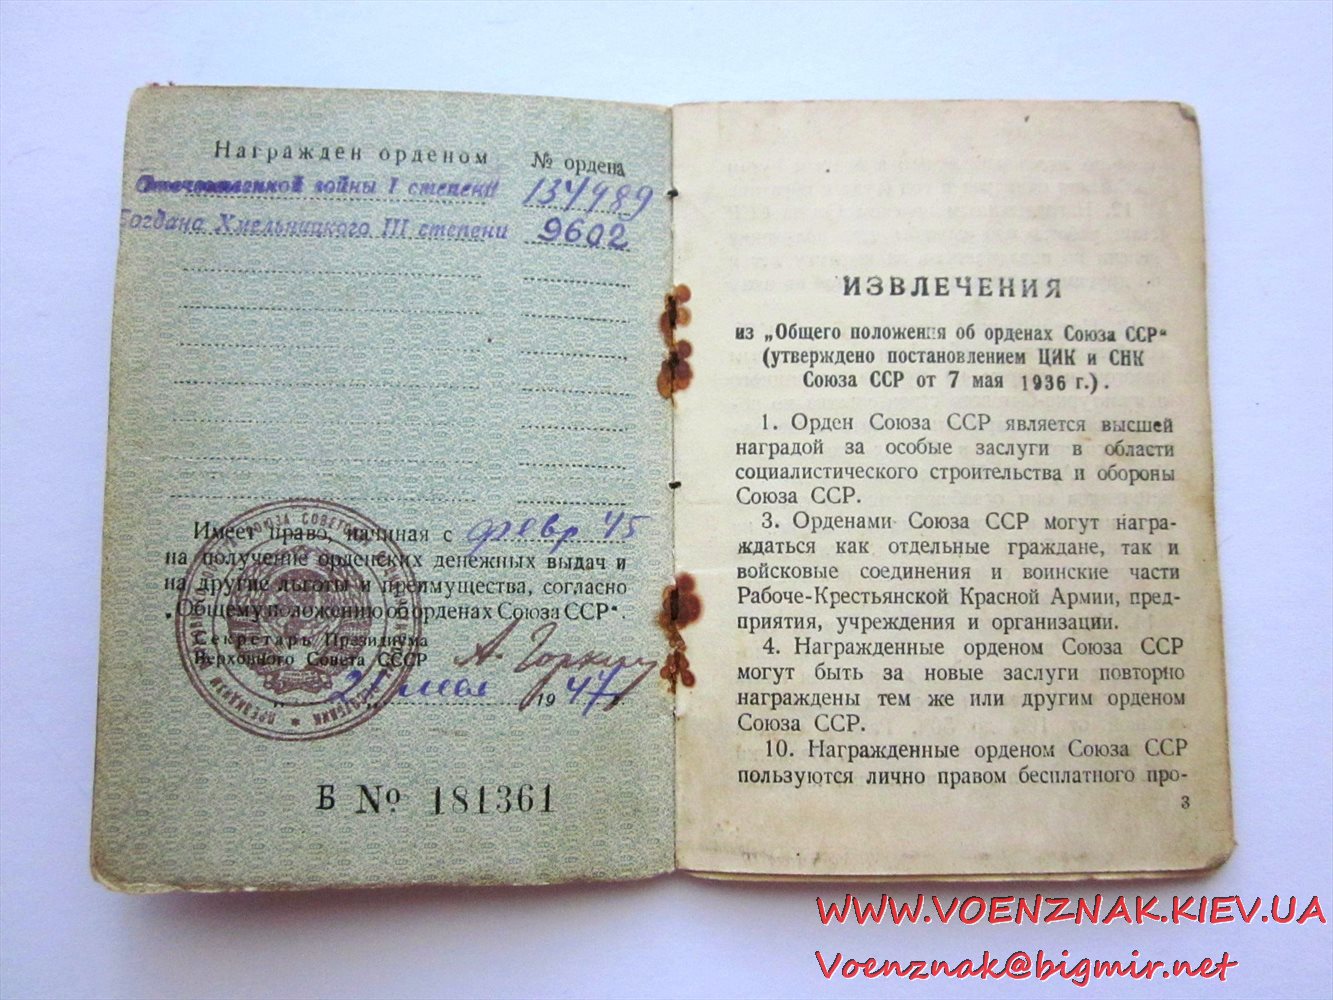 Награжден орденом № ордена
Отечественной войны I степени 134989
Богдана Хмельницкого III степени 9602
Имеет право, начиная с февр 45
на получение орденских денежных выдач и
на другие льготы и преимущества, согласно
„Общему положению об орденах Союза ССР“.
Секретарь Президиума
Верховного Совета СССР А. Горкин
„21“ мая 1947 г.
Б № 181361
ИЗВЛЕЧЕНИЯ
из „Общего положения об орденах Союза ССР“
(утверждено постановлением ЦИК и СНК
Союза ССР от 7 мая 1936 г.).
1. Орден Союза ССР является высшей
наградой за особые заслуги в области
социалистического строительства и обороны
Союза ССР.
3. Орденами Союза ССР могут награ-
ждаться как отдельные граждане, так и
войсковые соединения и воинские части
Рабоче-Крестьянской Красной Армии, пред-
приятия, учреждения и организации.
4. Награжденные орденом Союза ССР
могут быть за новые заслуги повторно
награждены тем же или другим орденом
Союза ССР.
10. Награжденные орденом Союза ССР
пользуются лично правом бесплатного про-
3
WWW.VOENZNAK.KIEV.UA
Voenznak@bigmir.net